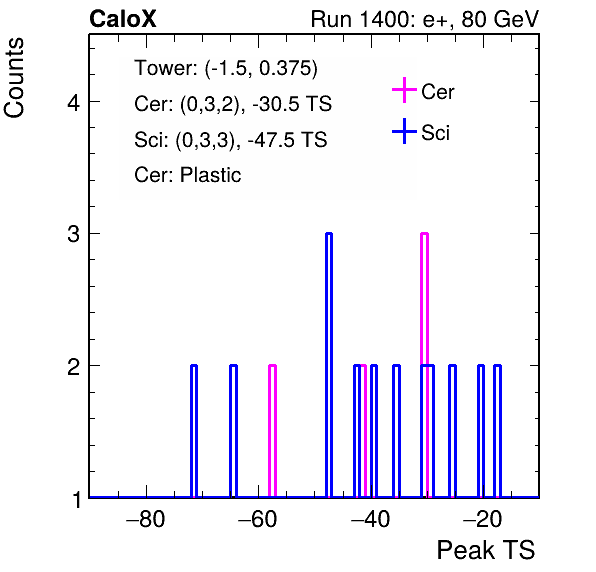 CaloX Run 1400: e+, 80 GeV
Counts
Tower: (-1.5, 0.375)
Cer: (0,3,2), -30.5 TS
Sci: (0,3,3), -47.5 TS
Cer: Plastic
Cer
Sci
4
3
2
1
−80 −60 −40 −20
Peak TS